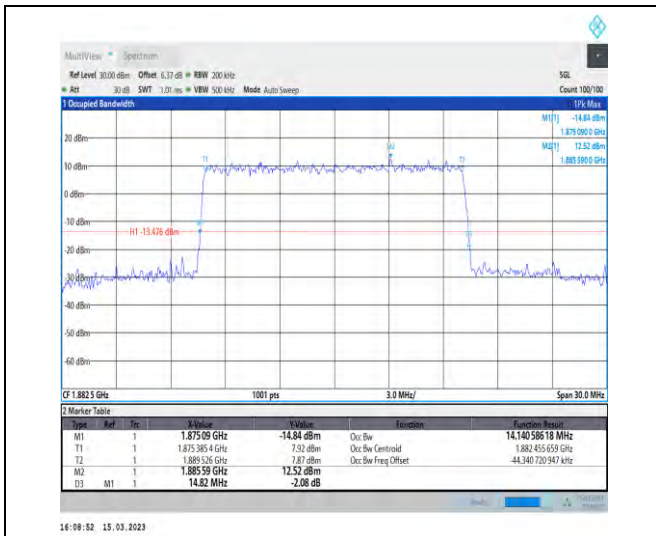 MultiView Spectrum
Ref Level 30.00 dBm Offset 6.37 dB RBW 200 kHz SGL
Att 30 dB SWT 1.01 ms VBW 500 kHz Mode Auto Sweep Count 100/100
1 Occupied Bandwidth 1Pk Max
M1[1] -14.84 dBm
1.875 090 0 GHz
20 dBm M2[1] 12.52 dBm
1.885 590 0 GHz
M2
T1 T2
10 dBm
0 dBm
-10 dBm
H1 -13.476 dBm
-30 dBm
-40 dBm
-50 dBm
-60 dBm
CF 1.882 5 GHz 1001 pts 3.0 MHz/ Span 30.0 MHz
2 Marker Table
Type Ref Trc X-Value Y-Value Function Function Result
M1 1 1.875 09 GHz -14.84 dBm Occ Bw 14.140 586 18 MHz
T1 1 1.875 385 4 GHz 7.92 dBm Occ Bw Centroid 1.882 455 659 GHz
T2 1 1.889 526 GHz 7.87 dBm Occ Bw Freq Offset -44.340 720 947 kHz
M2 1 1.885 59 GHz 12.52 dBm
D3 M1 1 14.82 MHz -2.08 dB
16:08:52 15.03.2023